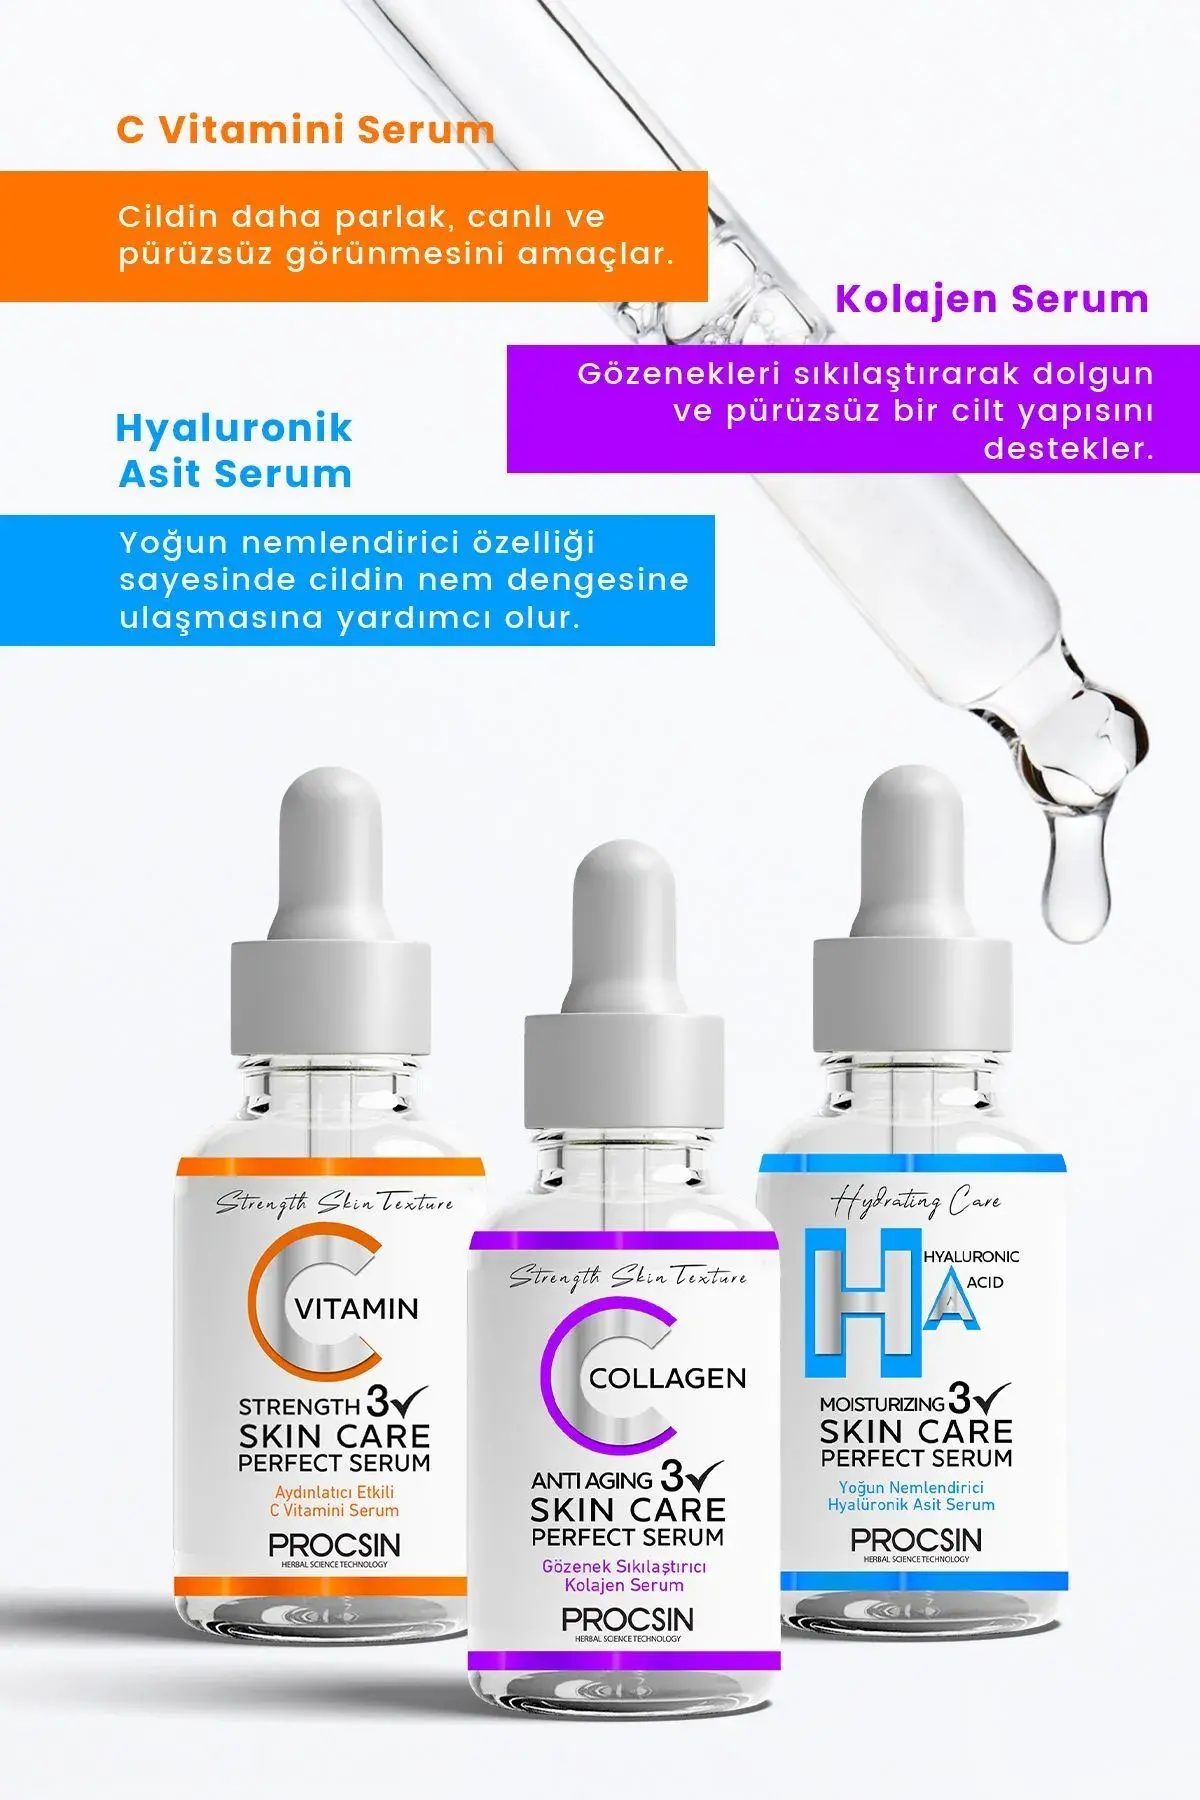 C Vitamini Serum
Cildin daha parlak, canlı ve
pürüzsüz görünmesini amaçlar.
Kolajen Serum
Gözenekleri sıkılaştırarak dolgun
ve pürüzsüz bir cilt yapısını
destekler.
Hyaluronik
Asit Serum
Yoğun nemlendirici özelliği
sayesinde cildin nem dengesine
ulaşmasına yardımcı olur.
Strength Skin Texture
C
VITAMIN
STRENGTH 3✓
SKIN CARE
PERFECT SERUM
Aydınlatıcı Etkili
C Vitamini Serum
PROCSIN
HERBAL SCIENCE TECHNOLOGY
Strength Skin Texture
C
COLLAGEN
ANTI AGING 3✓
SKIN CARE
PERFECT SERUM
Gözenek Sıkılaştırıcı
Kolajen Serum
PROCSIN
HERBAL SCIENCE TECHNOLOGY
Hydrating Care
HA
HYALURONIC
ACID
MOISTURIZING 3✓
SKIN CARE
PERFECT SERUM
Yoğun Nemlendirici
Hyalüronik Asit Serum
PROCSIN
HERBAL SCIENCE TECHNOLOGY